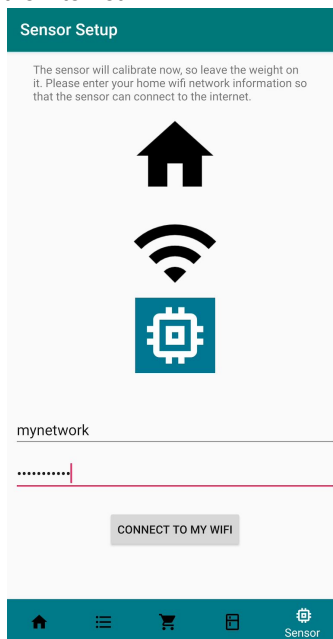 Sensor Setup
The sensor will calibrate now, so leave the weight on
it. Please enter your home wifi network information so
that the sensor can connect to the internet.
mynetwork
•••••••••••
CONNECT TO MY WIFI
Sensor